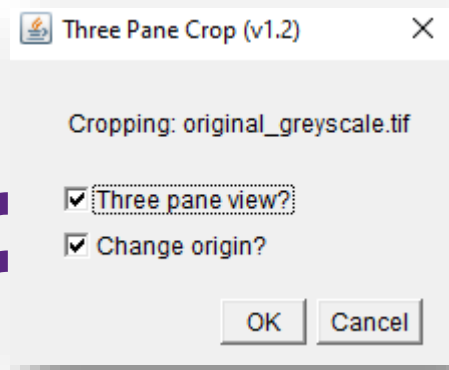 Three Pane Crop (v1.2)
Cropping: original_greyscale.tif
Three pane view?
Change origin?
OK Cancel